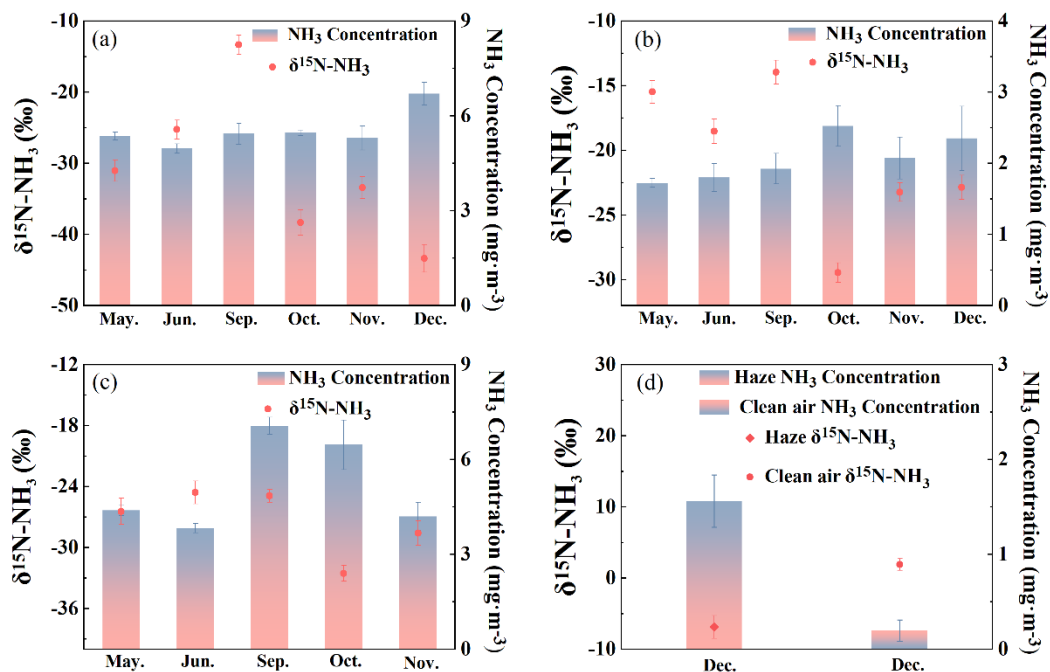 (a)
NH₃ Concentration
δ¹⁵N-NH₃
δ¹⁵N-NH₃ (‰)
-10
-20
-30
-40
-50
9
6
3
0
NH₃ Concentration (mg·m⁻³)
May. Jun. Sep. Oct. Nov. Dec.
(b)
NH₃ Concentration
δ¹⁵N-NH₃
δ¹⁵N-NH₃ (‰)
-10
-15
-20
-25
-30
4
3
2
1
0
NH₃ Concentration (mg·m⁻³)
May. Jun. Sep. Oct. Nov. Dec.
(c)
NH₃ Concentration
δ¹⁵N-NH₃
δ¹⁵N-NH₃ (‰)
-12
-18
-24
-30
-36
9
6
3
0
NH₃ Concentration (mg·m⁻³)
May. Jun. Sep. Oct. Nov.
(d)
Haze NH₃ Concentration
Clean air NH₃ Concentration
Haze δ¹⁵N-NH₃
Clean air δ¹⁵N-NH₃
δ¹⁵N-NH₃ (‰)
30
20
10
0
-10
3
2
1
0
NH₃ Concentration (mg·m⁻³)
Dec. Dec.